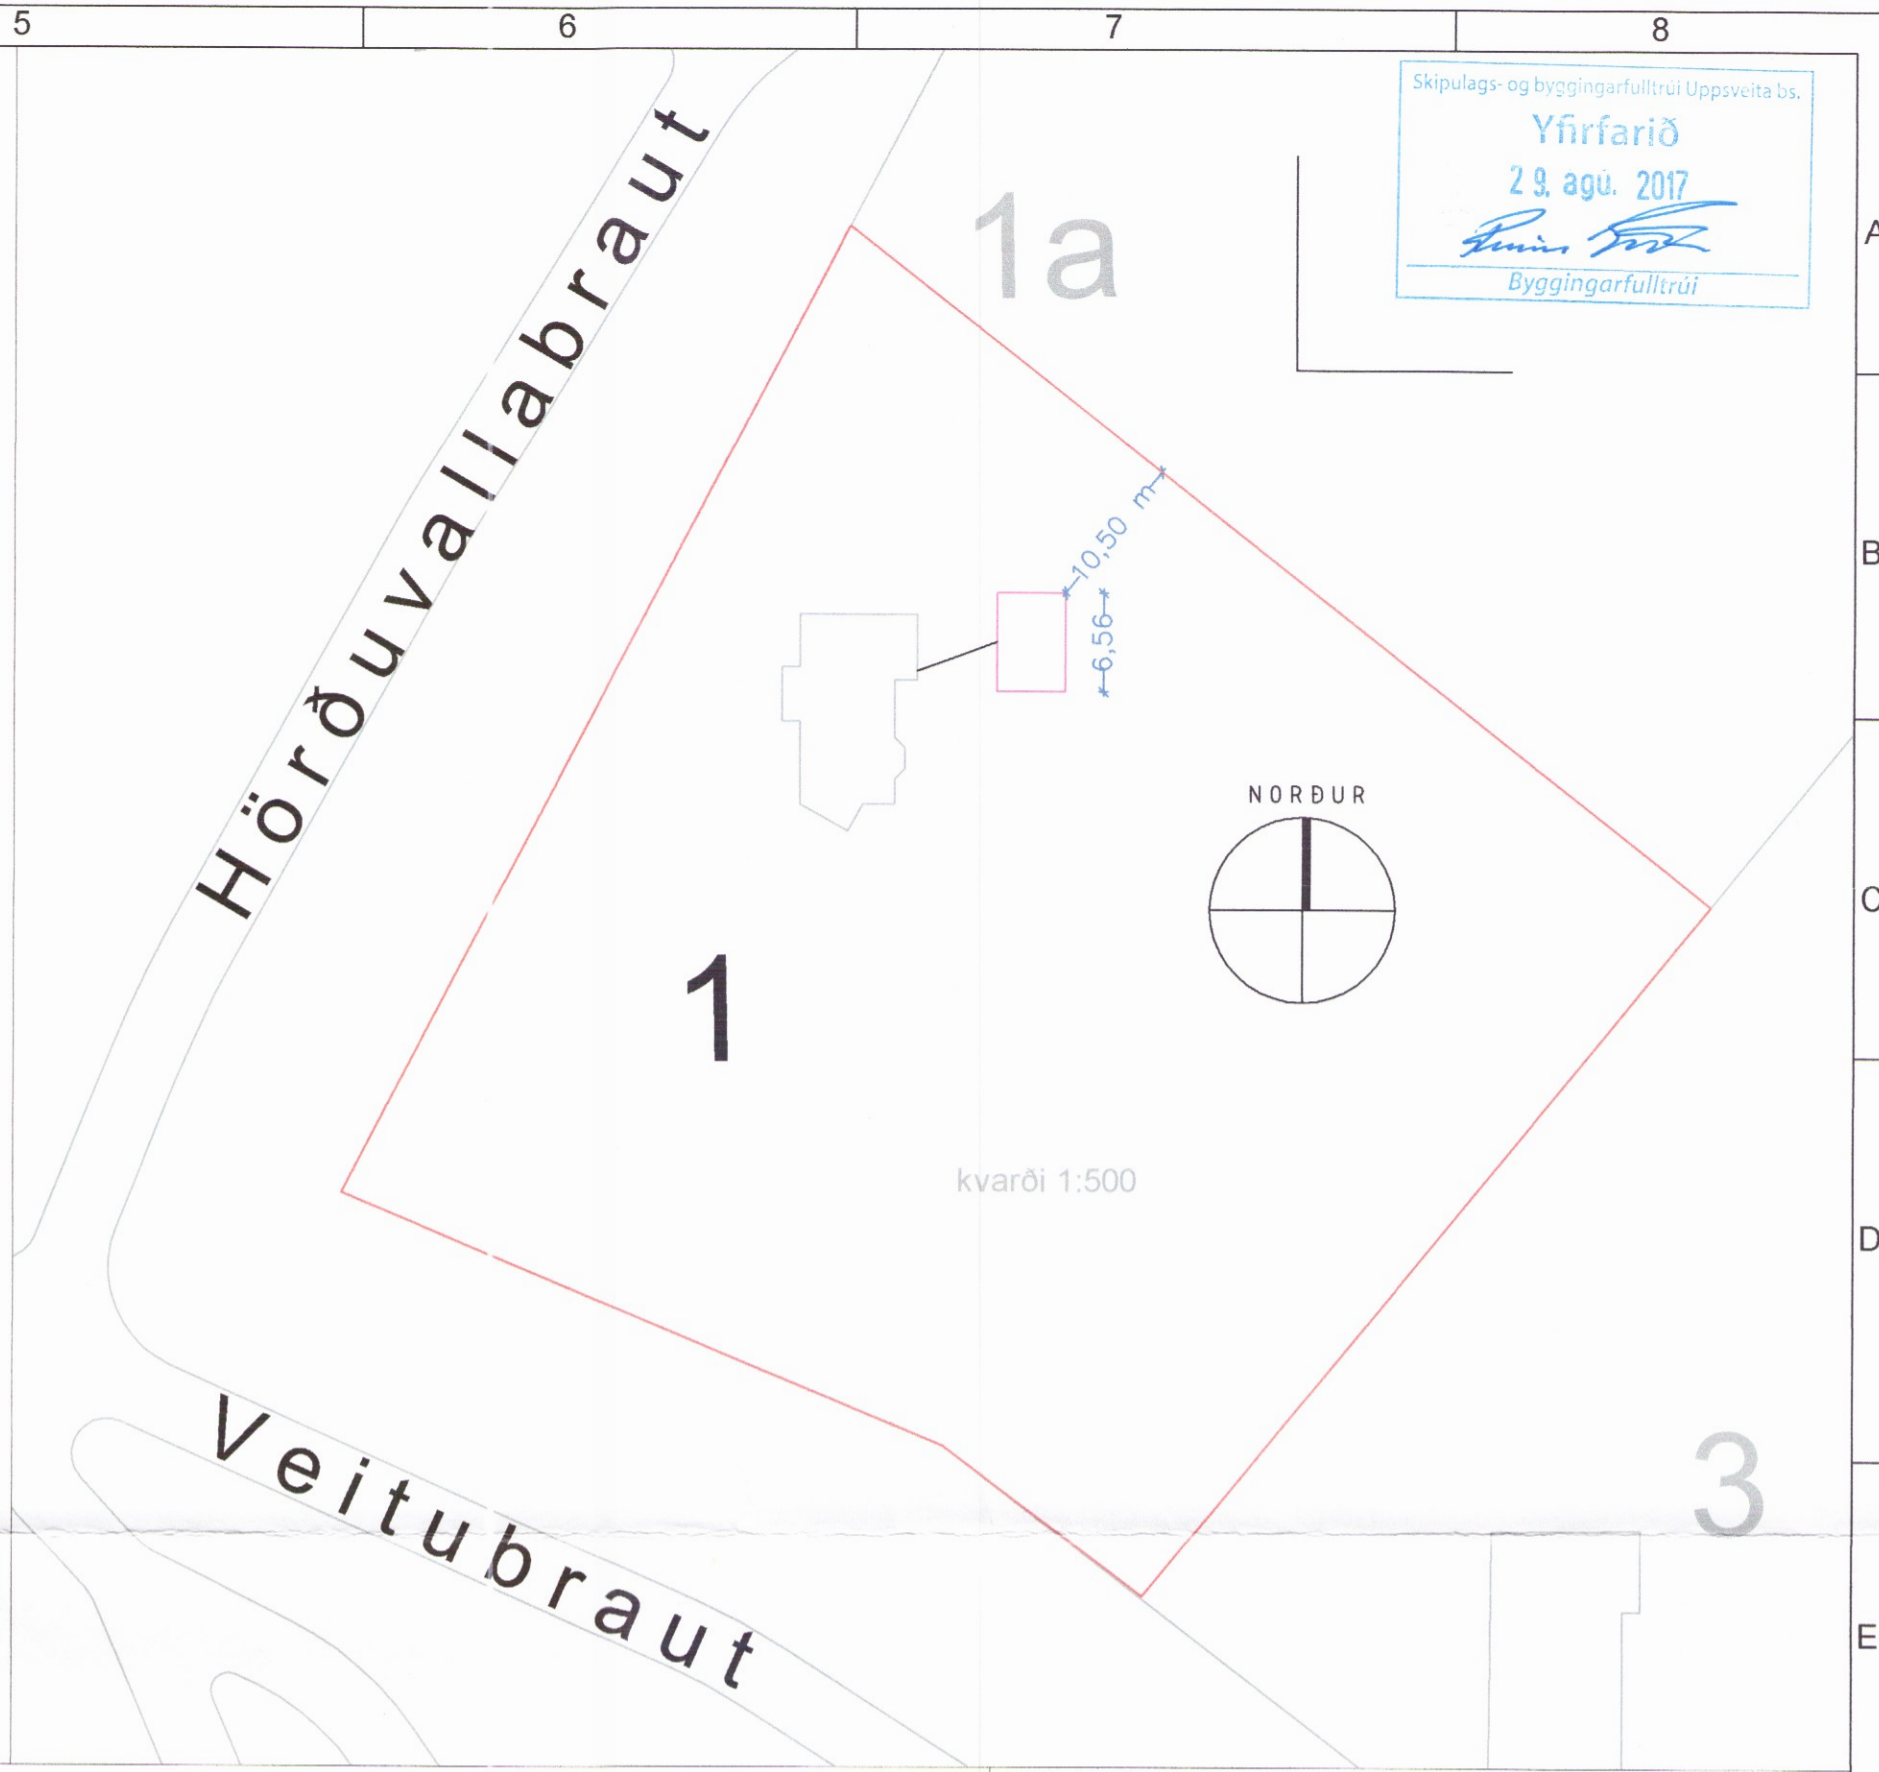 5
6
7
8
Skipulags- og byggingarfulltrúi Uppsveita bs.
Yfirfarið
29. agú. 2017
Byggingarfulltrúi
A
1a
Hörðuvallabraut
10,50 m
B
6,56
NORÐUR
C
1
kvarði 1:500
D
Veitubraut
3
E